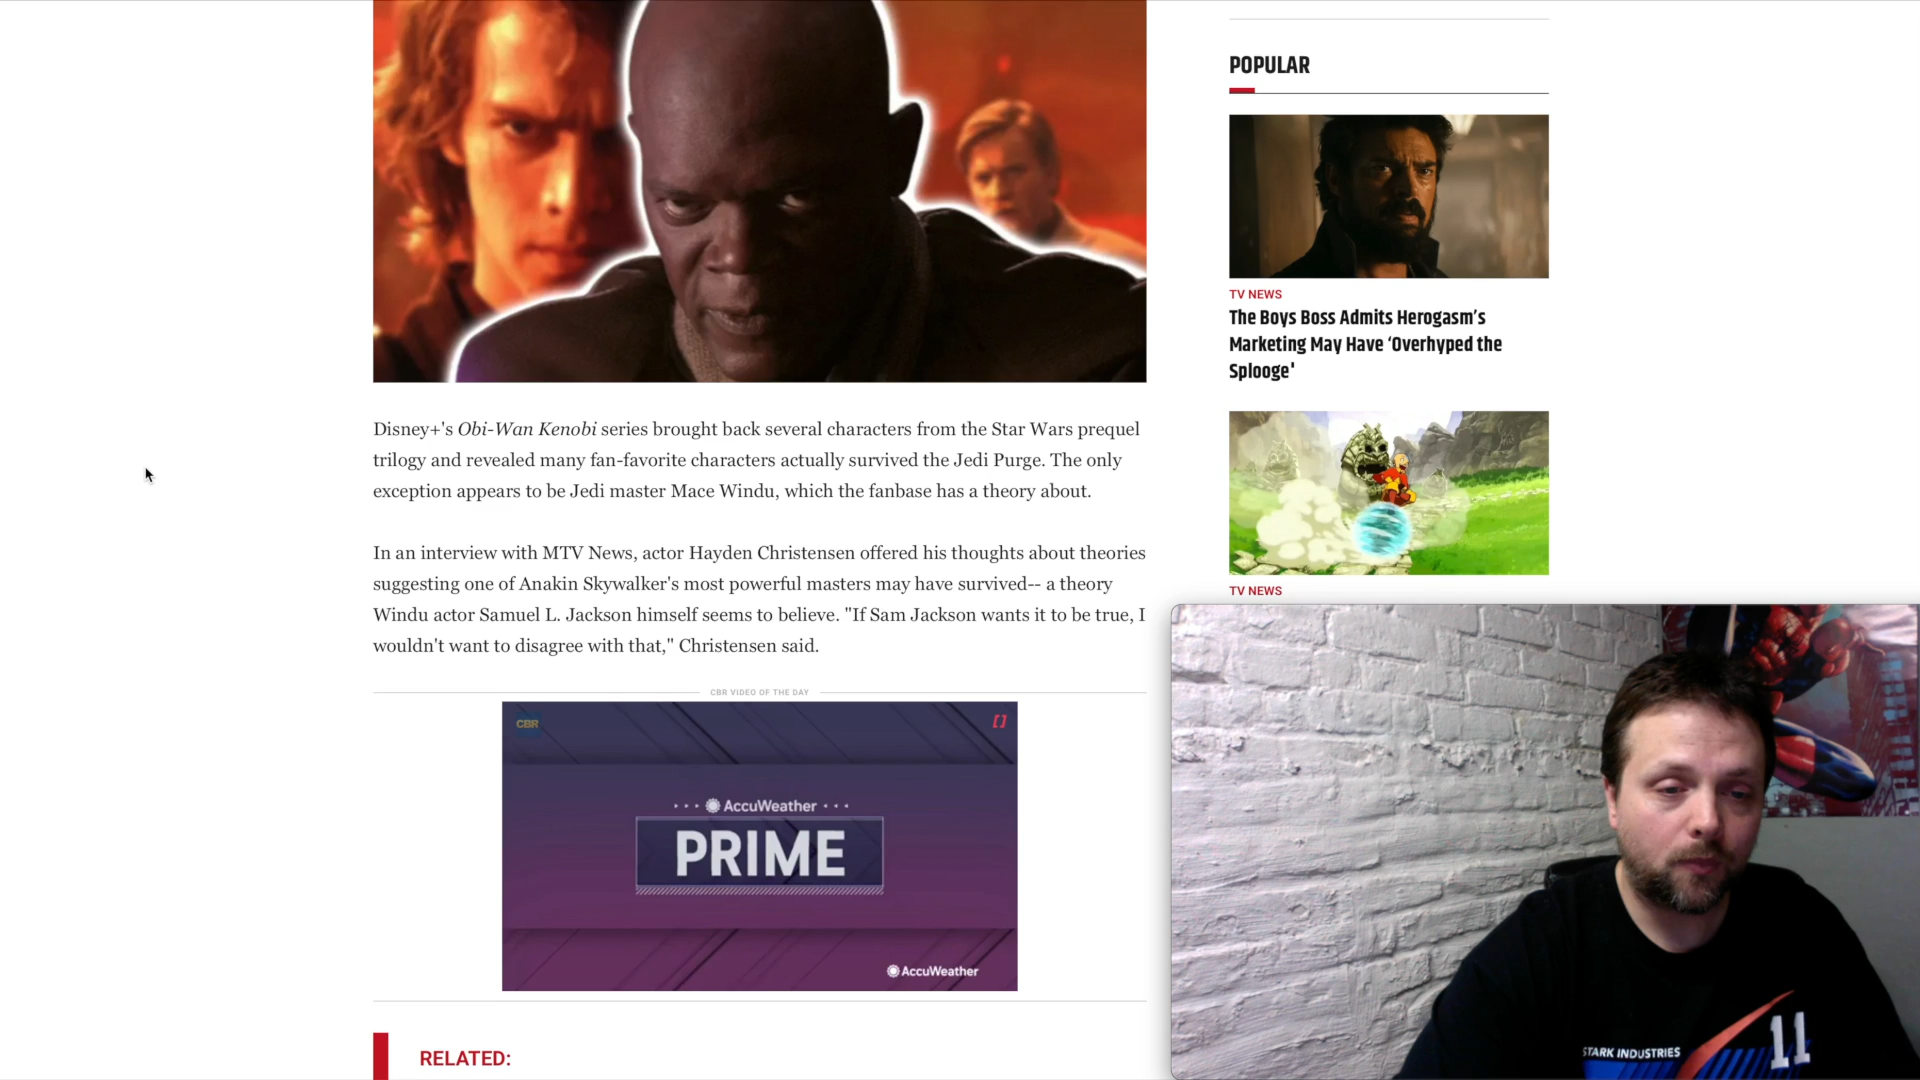 Disney+'s Obi-Wan Kenobi series brought back several characters from the Star Wars prequel
trilogy and revealed many fan-favorite characters actually survived the Jedi Purge. The only
exception appears to be Jedi master Mace Windu, which the fanbase has a theory about.
In an interview with MTV News, actor Hayden Christensen offered his thoughts about theories
suggesting one of Anakin Skywalker's most powerful masters may have survived-- a theory
Windu actor Samuel L. Jackson himself seems to believe. "If Sam Jackson wants it to be true, I
wouldn't want to disagree with that," Christensen said.
CBR VIDEO OF THE DAY
CBR
AccuWeather
PRIME
AccuWeather
RELATED:
POPULAR
TV NEWS
The Boys Boss Admits Herogasm’s
Marketing May Have ‘Overhyped the
Splooge'
TV NEWS
STARK INDUSTRIES
11